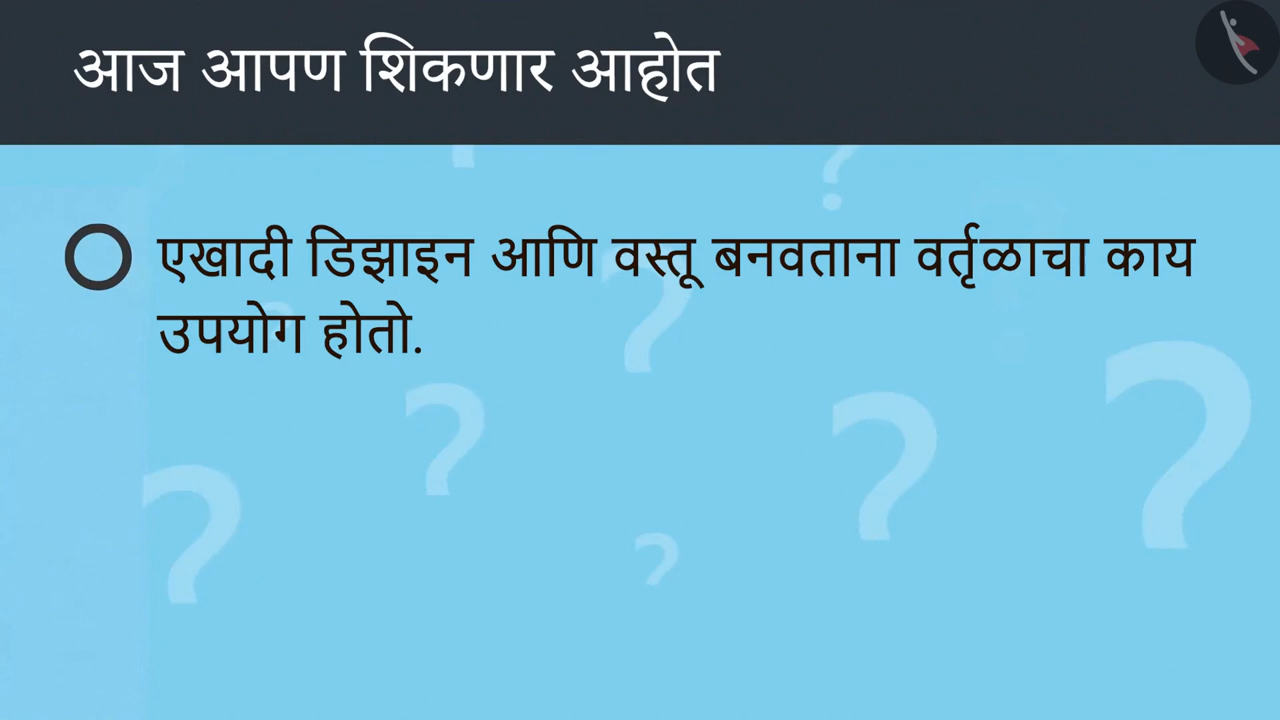 आज आपण शिकणार आहोत
एखादी डिझाइन आणि वस्तू बनवताना वर्तृळाचा काय
उपयोग होतो.